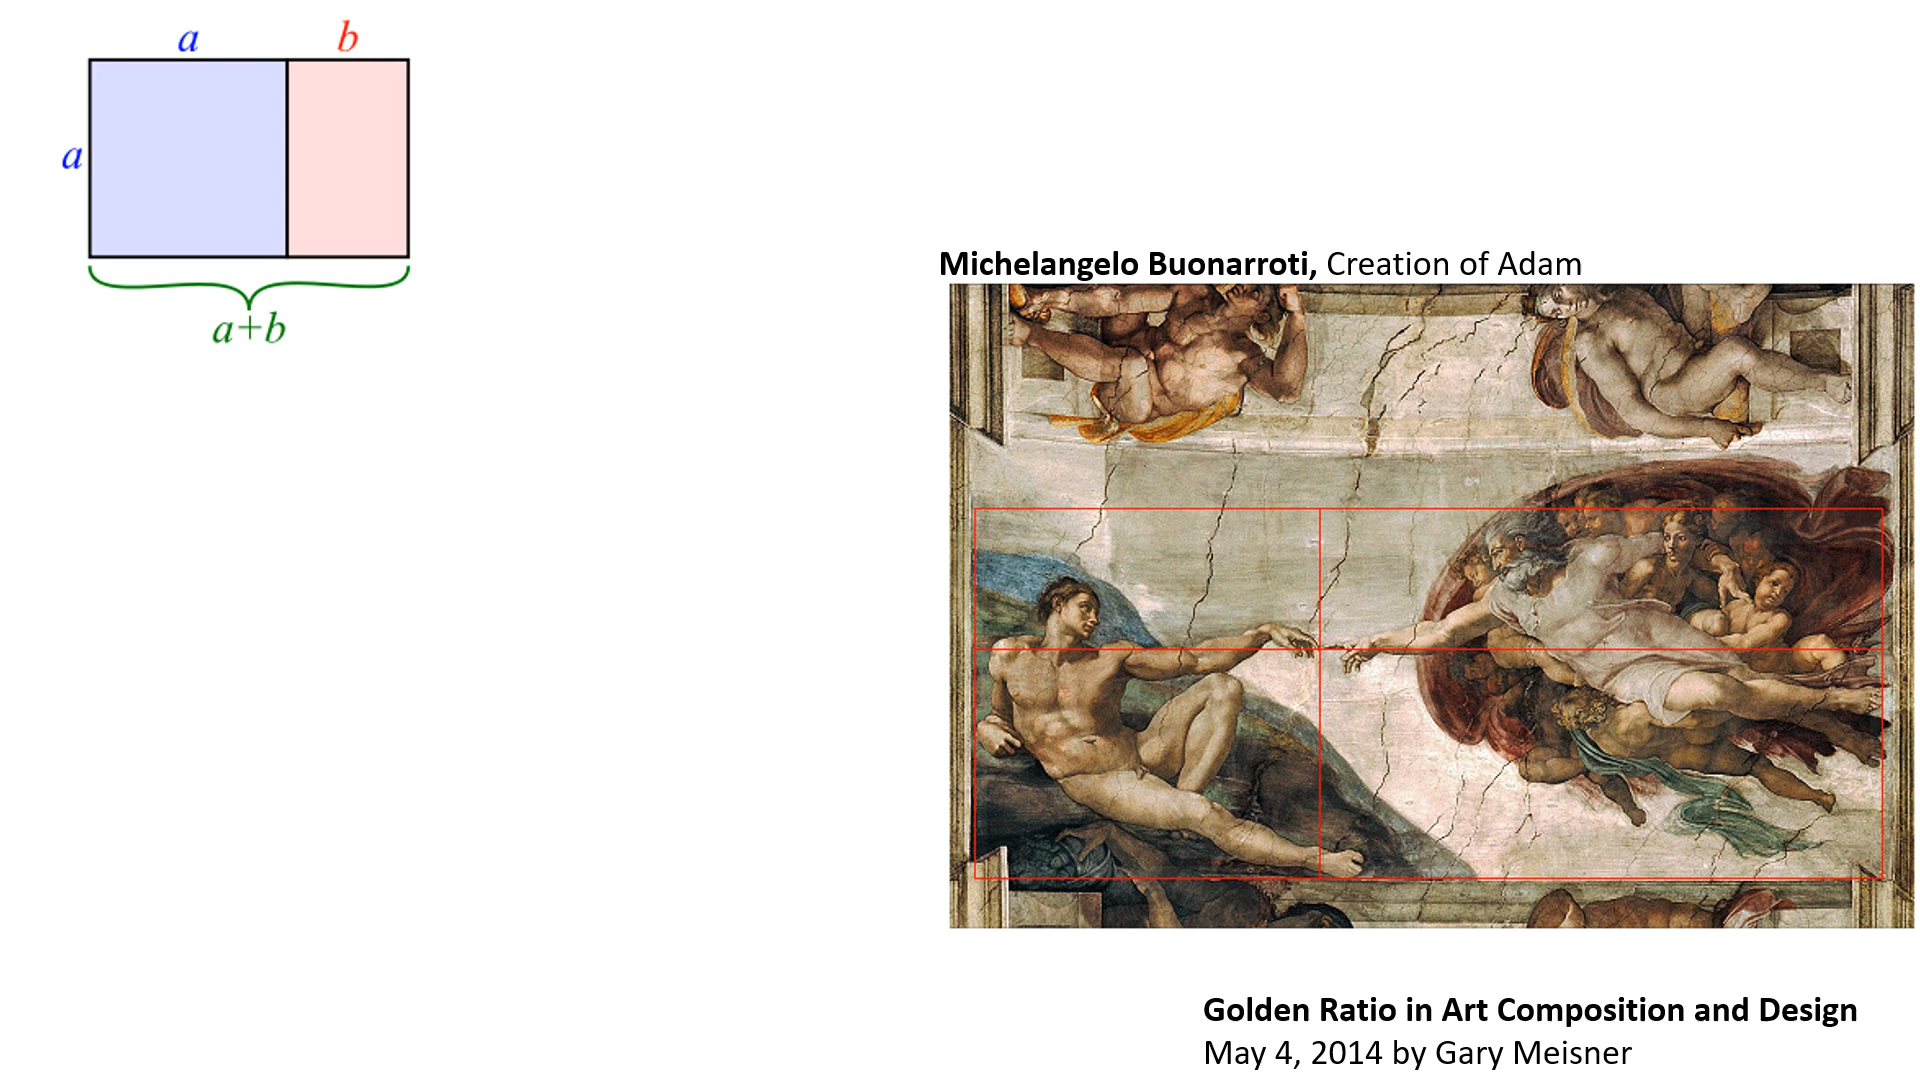 a b
a
a+b
Michelangelo Buonarroti, Creation of Adam
Golden Ratio in Art Composition and Design
May 4, 2014 by Gary Meisner